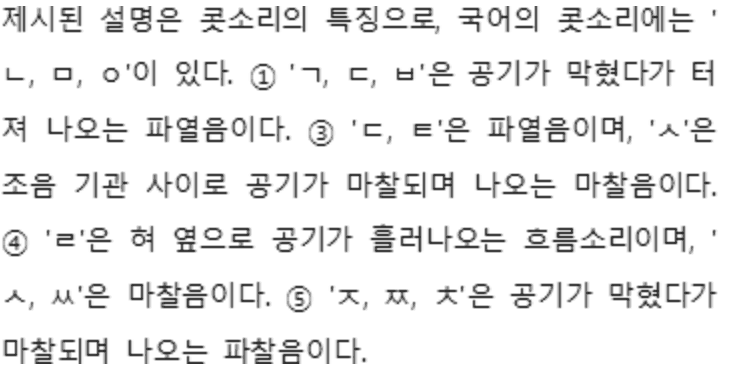 제시된 설명은 콧소리의 특징으로, 국어의 콧소리에는 '
ㄴ, ㅁ, ㅇ'이 있다. ① 'ㄱ, ㄷ, ㅂ'은 공기가 막혔다가 터
져 나오는 파열음이다. ③ 'ㄷ, ㅌ'은 파열음이며, 'ㅅ'은
조음 기관 사이로 공기가 마찰되며 나오는 마찰음이다.
④ 'ㄹ'은 혀 옆으로 공기가 흘러나오는 흐름소리이며, '
ㅅ, ㅆ'은 마찰음이다. ⑤ 'ㅈ, ㅉ, ㅊ'은 공기가 막혔다가
마찰되며 나오는 파찰음이다.